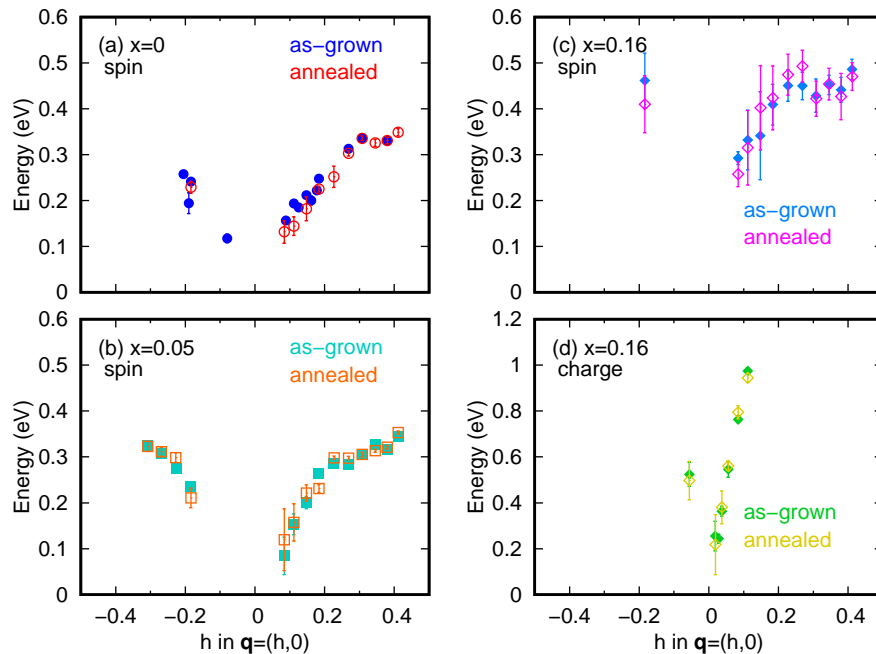 0.6
0.5
0.4
0.3
0.2
0.1
0
Energy (eV)
(a) x=0
spin
as−grown
annealed
0.6
0.5
0.4
0.3
0.2
0.1
0
Energy (eV)
(c) x=0.16
spin
as−grown
annealed
0.6
0.5
0.4
0.3
0.2
0.1
0
Energy (eV)
(b) x=0.05
spin
as−grown
annealed
−0.4 −0.2 0 0.2 0.4
h in q=(h,0)
1.2
1
0.8
0.6
0.4
0.2
0
Energy (eV)
(d) x=0.16
charge
as−grown
annealed
−0.4 −0.2 0 0.2 0.4
h in q=(h,0)